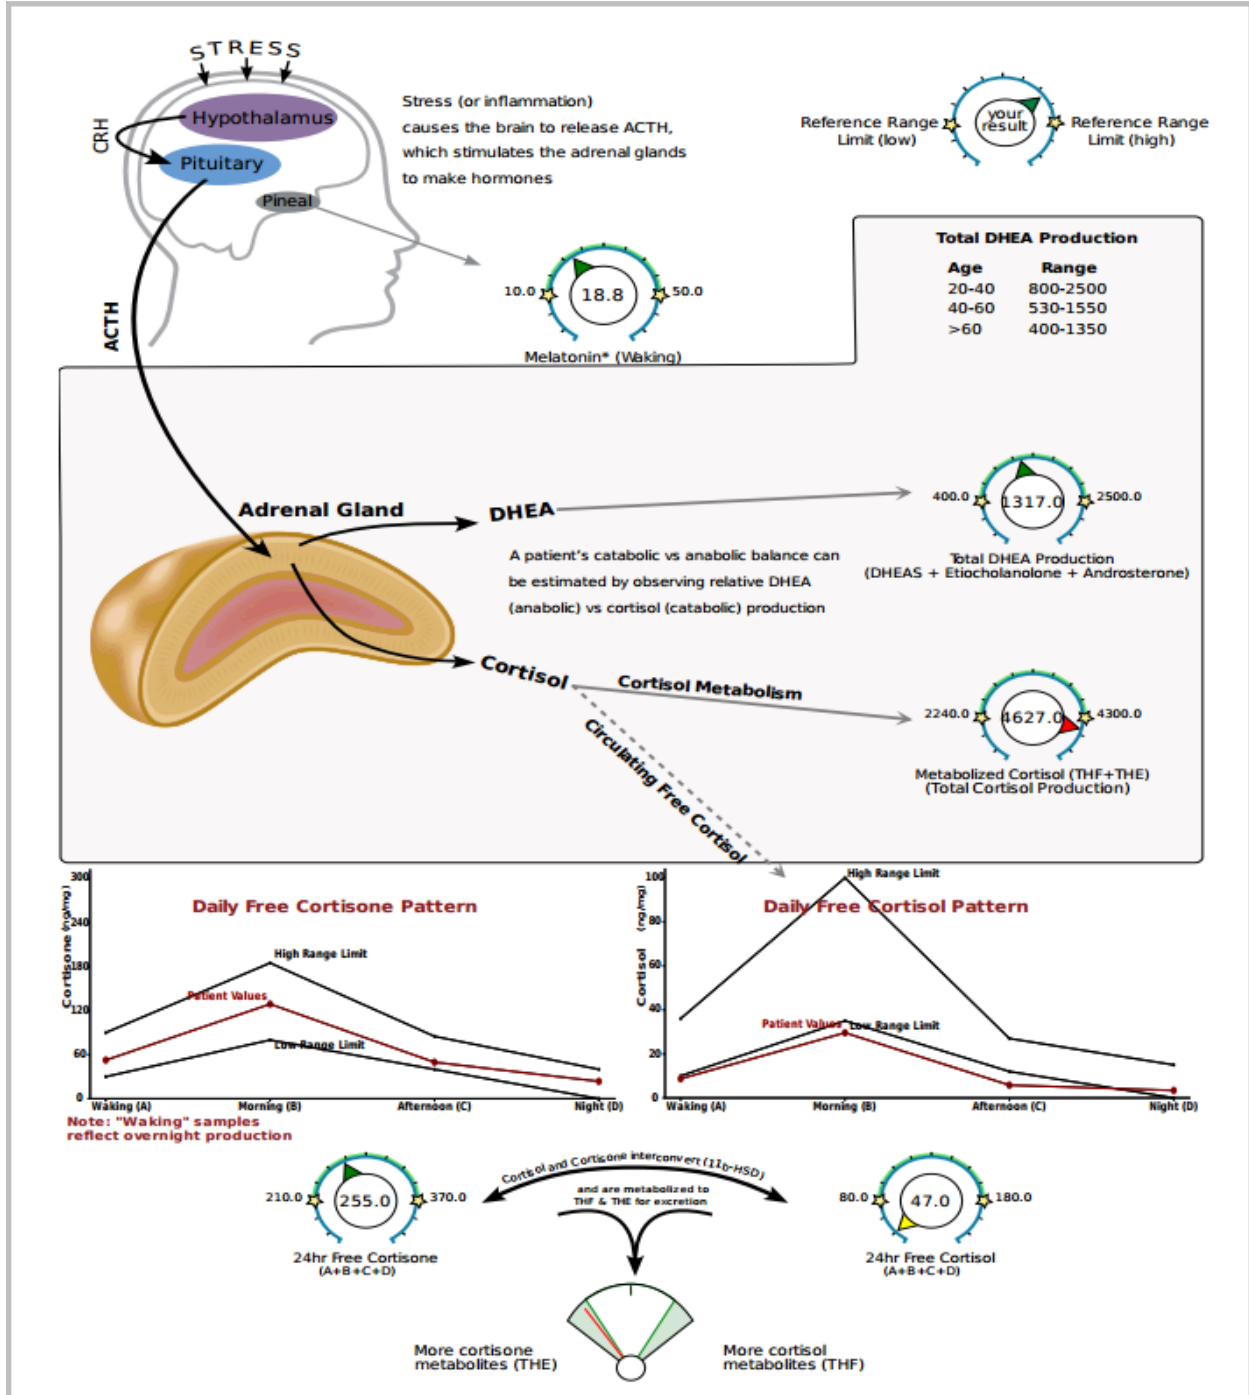 STRESS
Hypothalamus
CRH
Pituitary
Pineal
ACTH
Stress (or inflammation)
causes the brain to release ACTH,
which stimulates the adrenal glands
to make hormones
your
result
Reference Range
Limit (low)
Reference Range
Limit (high)
10.0
18.8
50.0
Melatonin* (Waking)
Total DHEA Production
Age Range
20-40 800-2500
40-60 530-1550
>60 400-1350
Adrenal Gland
DHEA
400.0
1317.0
2500.0
Total DHEA Production
(DHEAS + Etiocholanolone + Androsterone)
A patient's catabolic vs anabolic balance can
be estimated by observing relative DHEA
(anabolic) vs cortisol (catabolic) production
Cortisol
Cortisol Metabolism
Circulating Free Cortisol
2240.0
4627.0
4300.0
Metabolized Cortisol (THF+THE)
(Total Cortisol Production)
Daily Free Cortisone Pattern
Cortisone (ng/mg)
300
240
180
120
60
0
High Range Limit
Patient Values
Low Range Limit
Waking (A) Morning (B) Afternoon (C) Night (D)
Note: "Waking" samples
reflect overnight production
Daily Free Cortisol Pattern
Cortisol (ng/mg)
100
80
60
40
20
0
High Range Limit
Patient Values
Low Range Limit
Waking (A) Morning (B) Afternoon (C) Night (D)
210.0
255.0
370.0
24hr Free Cortisone
(A+B+C+D)
Cortisol and Cortisone interconvert (11b-HSD)
and are metabolized to
THF & THE for excretion
80.0
47.0
180.0
24hr Free Cortisol
(A+B+C+D)
More cortisone
metabolites (THE)
More cortisol
metabolites (THF)